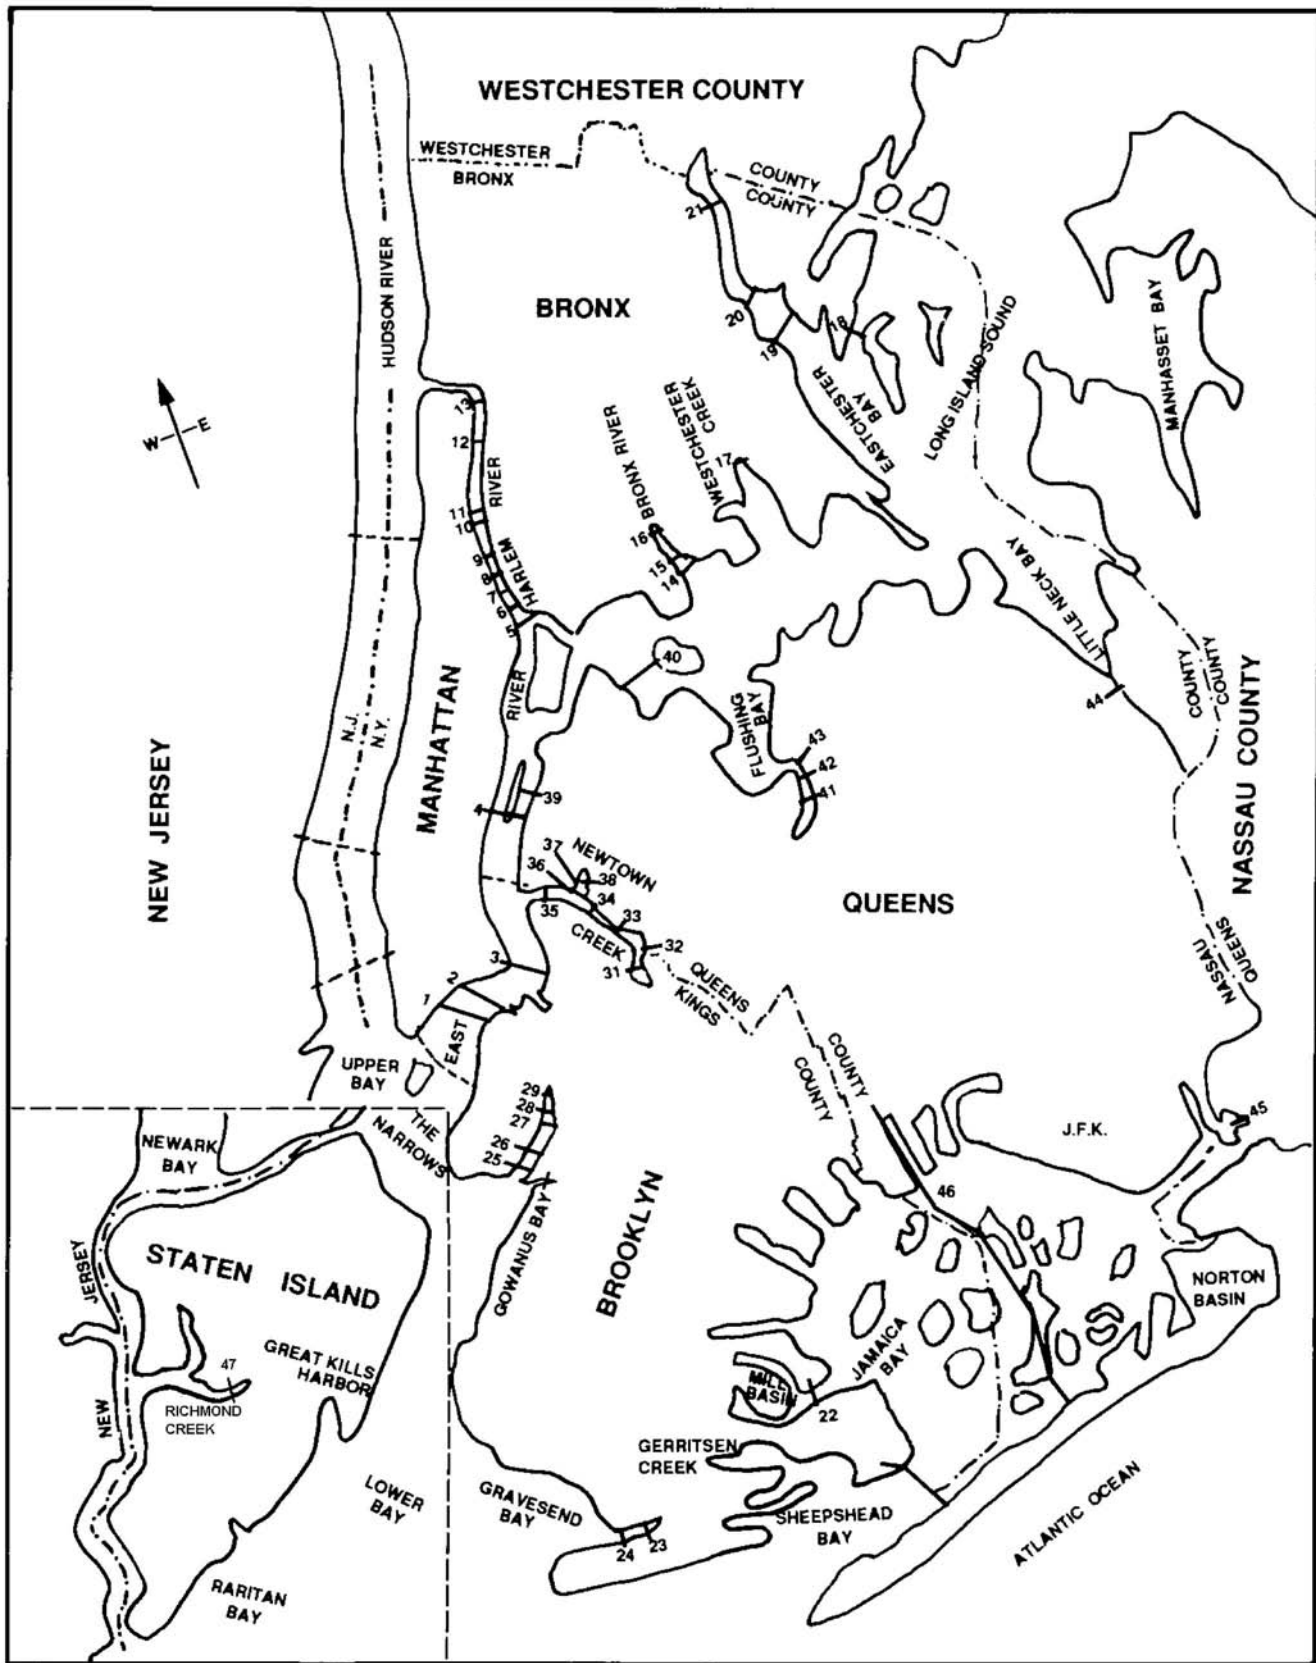 WESTCHESTER COUNTY
WESTCHESTER
BRONX
COUNTY
COUNTY
21
HUDSON RIVER
BRONX
20
19
18
EASTCHESTER
BAY
LONG ISLAND SOUND
MANHASSET BAY
W
E
13
12
11
10
9
8
7
6
5
HARLEM
RIVER
BRONX RIVER
WESTCHESTER
CREEK
17
16
15
14
LITTLE NECK BAY
40
RIVER
N.J.
N.Y.
MANHATTAN
NEW JERSEY
FLUSHING
BAY
43
42
41
44
COUNTY
COUNTY
NASSAU COUNTY
4
39
37
NEWTOWN
36
38
35
34
33
CREEK
32
31
QUEENS
QUEENS
KINGS
NASSAU
QUEENS
3
2
1
EAST
UPPER
BAY
COUNTY
COUNTY
29
28
27
26
25
J.F.K.
45
46
THE
NARROWS
NEWARK
BAY
GOWANUS BAY
BROOKLYN
STATEN ISLAND
JERSEY
NEW
GREAT KILLS
HARBOR
47
RICHMOND
CREEK
NORTON
BASIN
JAMAICA
BAY
MILL
BASIN
22
GERRITSEN
CREEK
LOWER
BAY
GRAVESEND
BAY
SHEEPSHEAD
BAY
24
23
ATLANTIC OCEAN
RARITAN
BAY